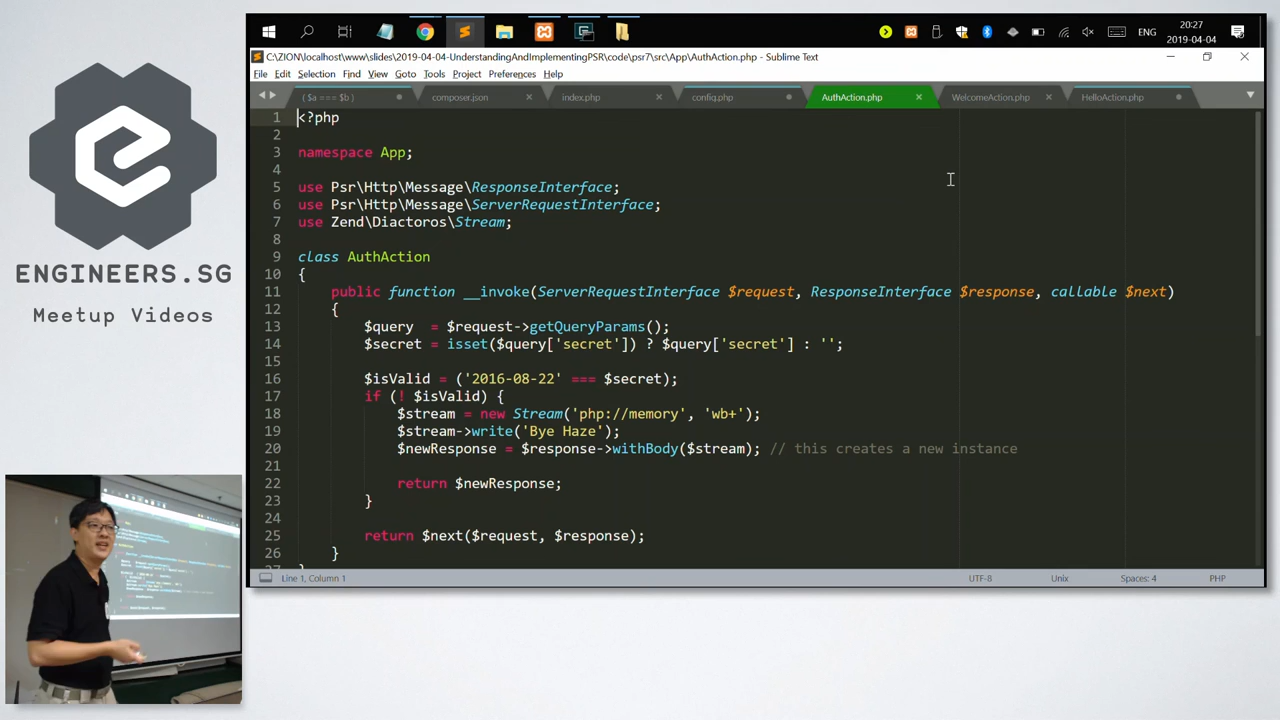 ENGINEERS.SG
Meetup Videos
ENG
20:27
2019-04-04
C:\ZION\localhost\www\slides\2019-04-04-UnderstandingAndImplementingPSR\code\psr7\src\App\AuthAction.php - Sublime Text
File Edit Selection Find View Goto Tools Project Preferences Help
( $a === $b ) composer.json index.php config.php AuthAction.php WelcomeAction.php HelloAction.php
1 <?php
2
3 namespace App;
4
5 use Psr\Http\Message\ResponseInterface;
6 use Psr\Http\Message\ServerRequestInterface;
7 use Zend\Diactoros\Stream;
8
9 class AuthAction
10 {
11 public function __invoke(ServerRequestInterface $request, ResponseInterface $response, callable $next)
12 {
13 $query = $request->getQueryParams();
14 $secret = isset($query['secret']) ? $query['secret'] : '';
15
16 $isValid = ('2016-08-22' === $secret);
17 if (! $isValid) {
18 $stream = new Stream('php://memory', 'wb+');
19 $stream->write('Bye Haze');
20 $newResponse = $response->withBody($stream); // this creates a new instance
21
22 return $newResponse;
23 }
24
25 return $next($request, $response);
26 }
Line 1, Column 1 UTF-8 Unix Spaces: 4 PHP